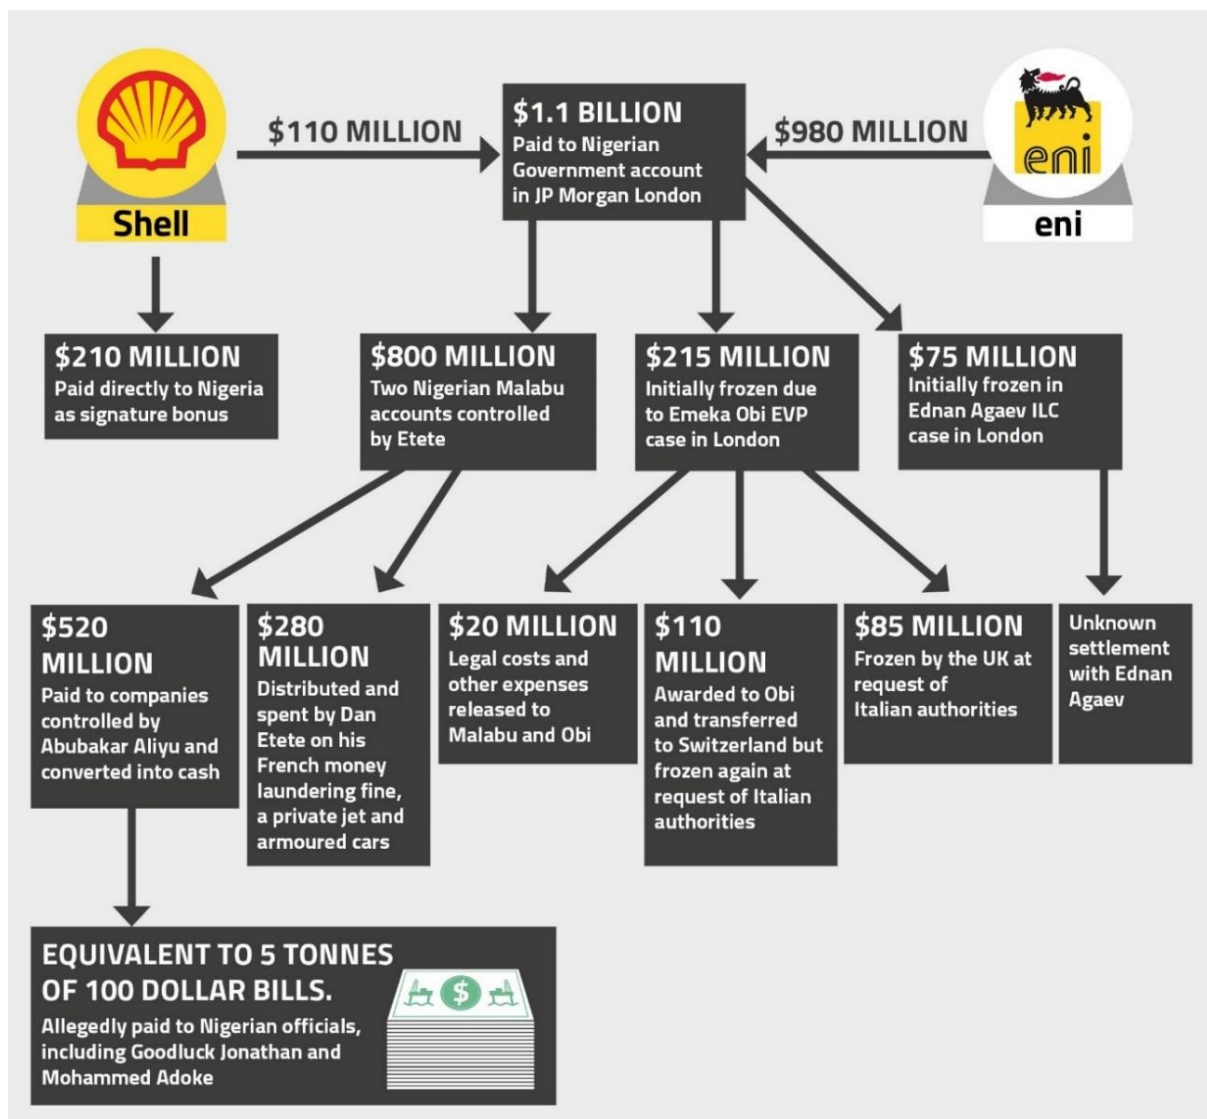 $110 MILLION
$1.1 BILLION
Paid to Nigerian
Government account
in JP Morgan London
$980 MILLION
eni
Shell
eni
$210 MILLION
Paid directly to Nigeria
as signature bonus
$800 MILLION
Two Nigerian Malabu
accounts controlled
by Etete
$215 MILLION
Initially frozen due
to Emeka Obi EVP
case in London
$75 MILLION
Initially frozen in
Ednan Agaev ILC
case in London
$520
MILLION
Paid to companies
controlled by
Abubakar Aliyu and
converted into cash
$280
MILLION
Distributed and
spent by Dan
Etete on his
French money
laundering fine,
a private jet and
armoured cars
$20 MILLION
Legal costs and
other expenses
released to
Malabu and Obi
$110
MILLION
Awarded to Obi
and transferred
to Switzerland but
frozen again at
request of Italian
authorities
$85 MILLION
Frozen by the UK at
request of
Italian authorities
Unknown
settlement
with Ednan
Agaev
EQUIVALENT TO 5 TONNES
OF 100 DOLLAR BILLS.
Allegedly paid to Nigerian officials,
including Goodluck Jonathan and
Mohammed Adoke
$